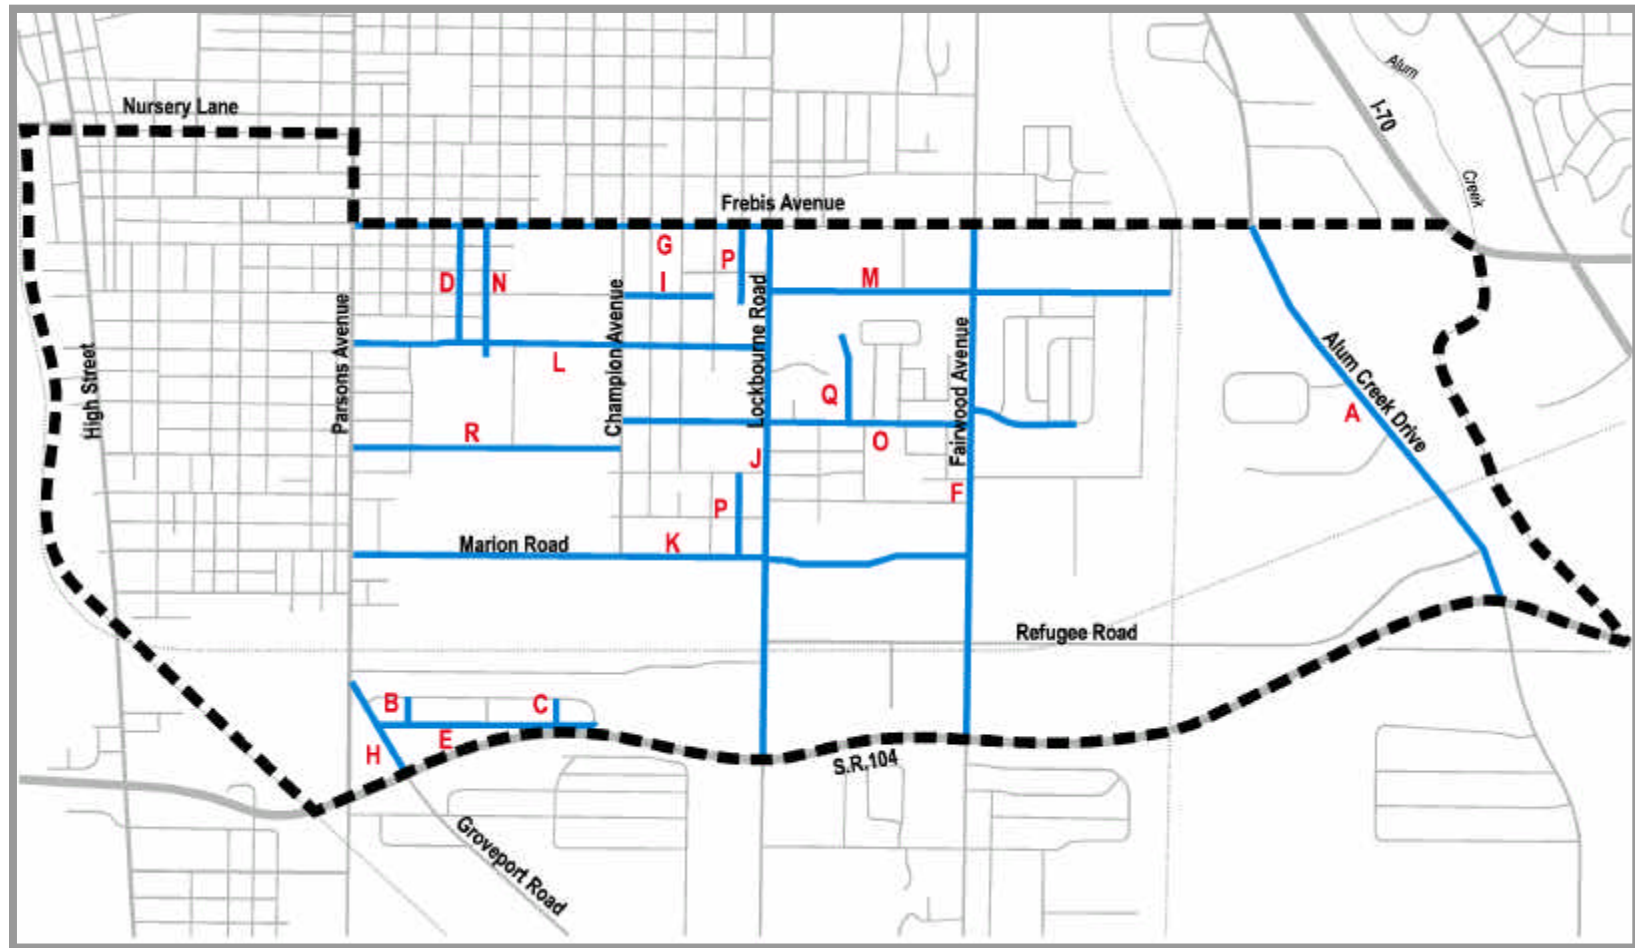 Nursery Lane
Alum
I-70
Creek
Frebis Avenue
G
P
D
N
I
M
High Street
Parsons Avenue
Champion Avenue
Lockbourne Road
Fairwood Avenue
Alum Creek Drive
L
Q
A
R
O
J
F
P
Marion Road
K
Refugee Road
B
C
E
H
S.R.104
Groveport Road